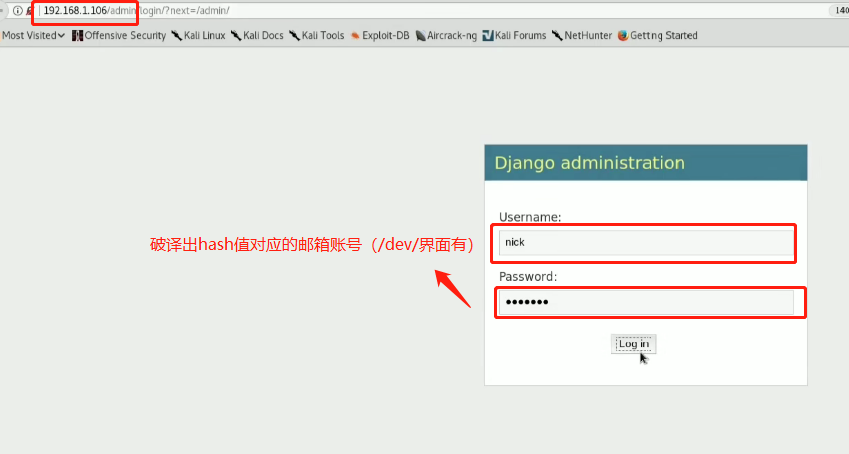 192.168.1.106/admin/login/?next=/admin/
140
Most Visited Offensive Security Kali Linux Kali Docs Kali Tools Exploit-DB Aircrack-ng Kali Forums NetHunter Getting Started
Django administration
Username:
nick
破译出hash值对应的邮箱账号（/dev/界面有）
Password:
•••••••
Log in